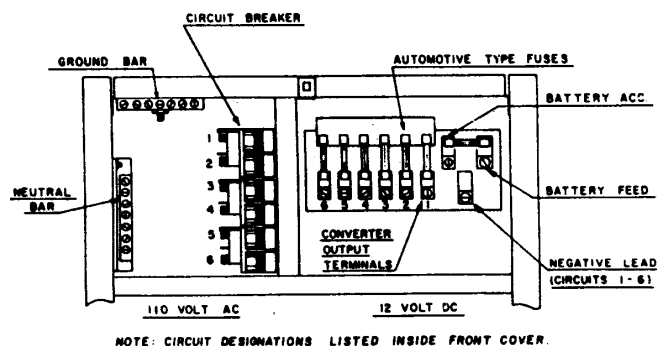 CIRCUIT BREAKER
GROUND BAR
AUTOMOTIVE TYPE FUSES
BATTERY ACC.
1
2
3
4
5
6
NEUTRAL
BAR
6 5 4 3 2 1
BATTERY FEED
CONVERTER
OUTPUT
TERMINALS
NEGATIVE LEAD
(CIRCUITS 1-6)
110 VOLT AC
12 VOLT DC
NOTE: CIRCUIT DESIGNATIONS LISTED INSIDE FRONT COVER.